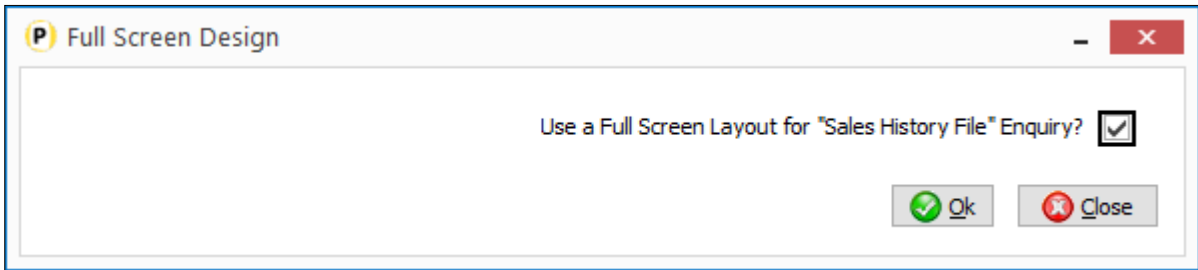 P Full Screen Design
Use a Full Screen Layout for "Sales History File" Enquiry?
Ok Close